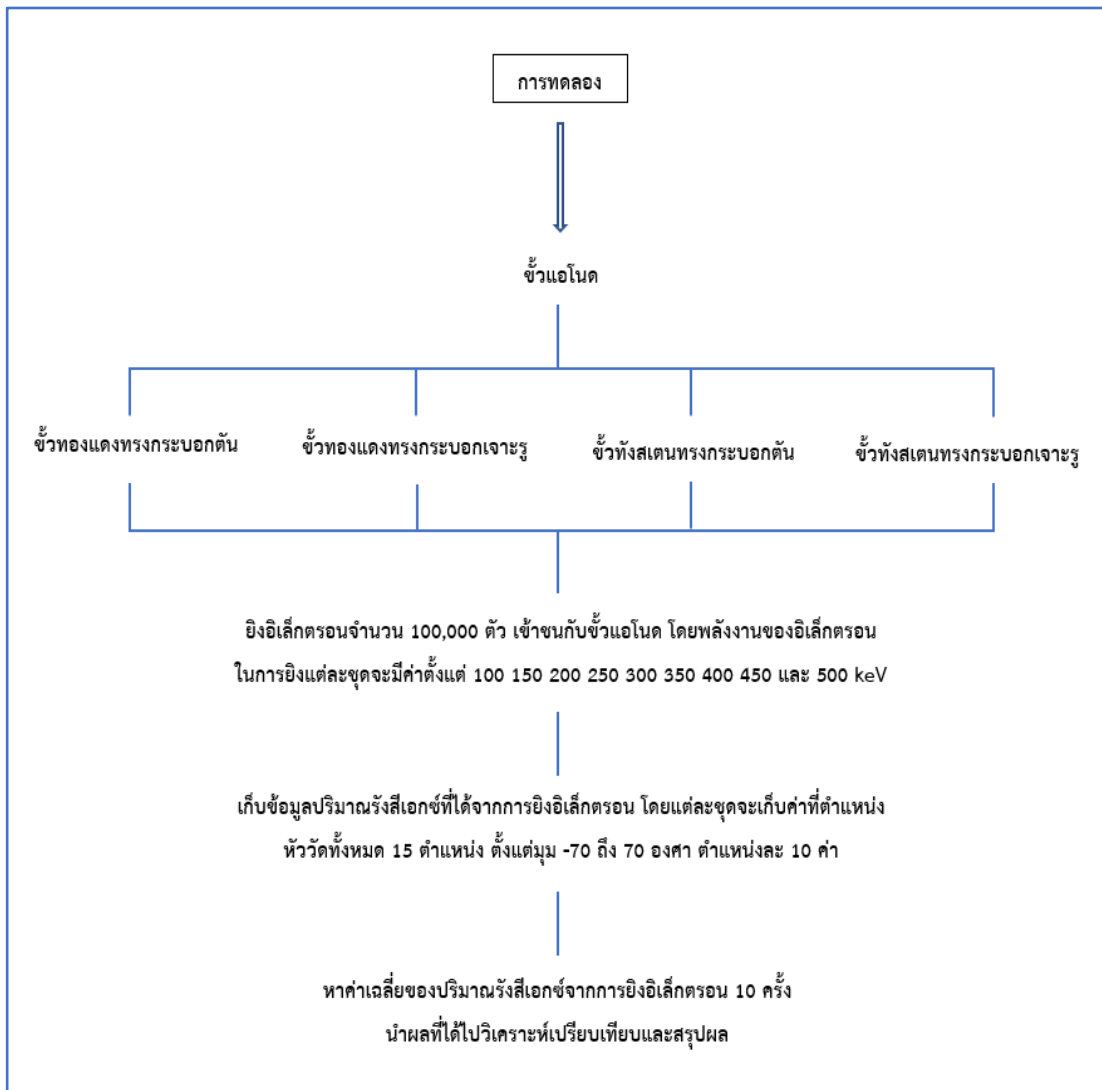 การทดลอง
ขั้วแอโนด
ขั้วทองแดงทรงกระบอกตัน
ขั้วทองแดงทรงกระบอกเจาะรู
ขั้วทังสเตนทรงกระบอกตัน
ขั้วทังสเตนทรงกระบอกเจาะรู
ยิงอิเล็กตรอนจำนวน 100,000 ตัว เข้าชนกับขั้วแอโนด โดยพลังงานของอิเล็กตรอน
ในการยิงแต่ละชุดจะมีค่าตั้งแต่ 100 150 200 250 300 350 400 450 และ 500 keV
เก็บข้อมูลปริมาณรังสีเอกซ์ที่ได้จากการยิงอิเล็กตรอน โดยแต่ละชุดจะเก็บค่าที่ตำแหน่ง
หัววัดทั้งหมด 15 ตำแหน่ง ตั้งแต่มุม -70 ถึง 70 องศา ตำแหน่งละ 10 ค่า
หาค่าเฉลี่ยของปริมาณรังสีเอกซ์จากการยิงอิเล็กตรอน 10 ครั้ง
นำผลที่ได้ไปวิเคราะห์เปรียบเทียบและสรุปผล